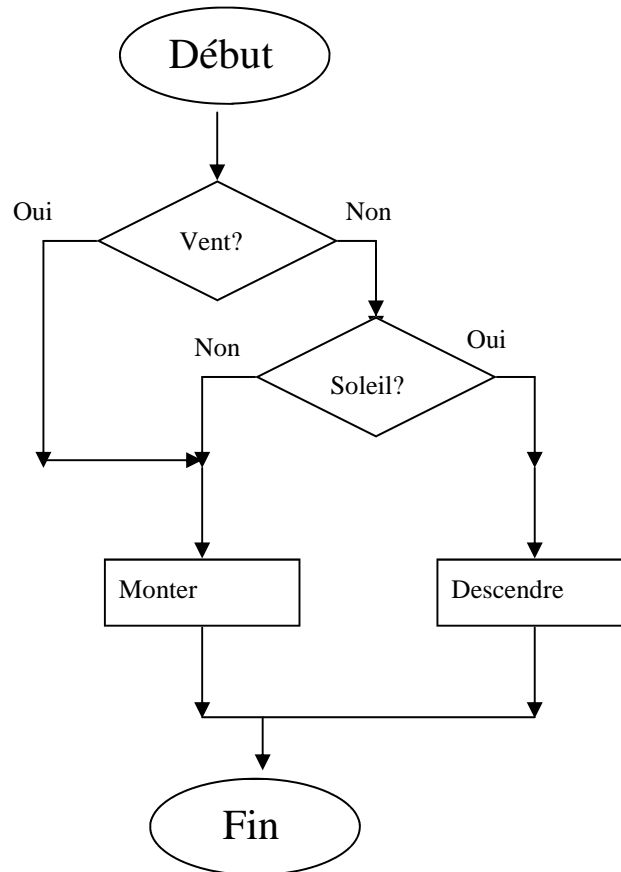 Début
Oui
Non
Vent?
Non
Oui
Soleil?
Monter
Descendre
Fin